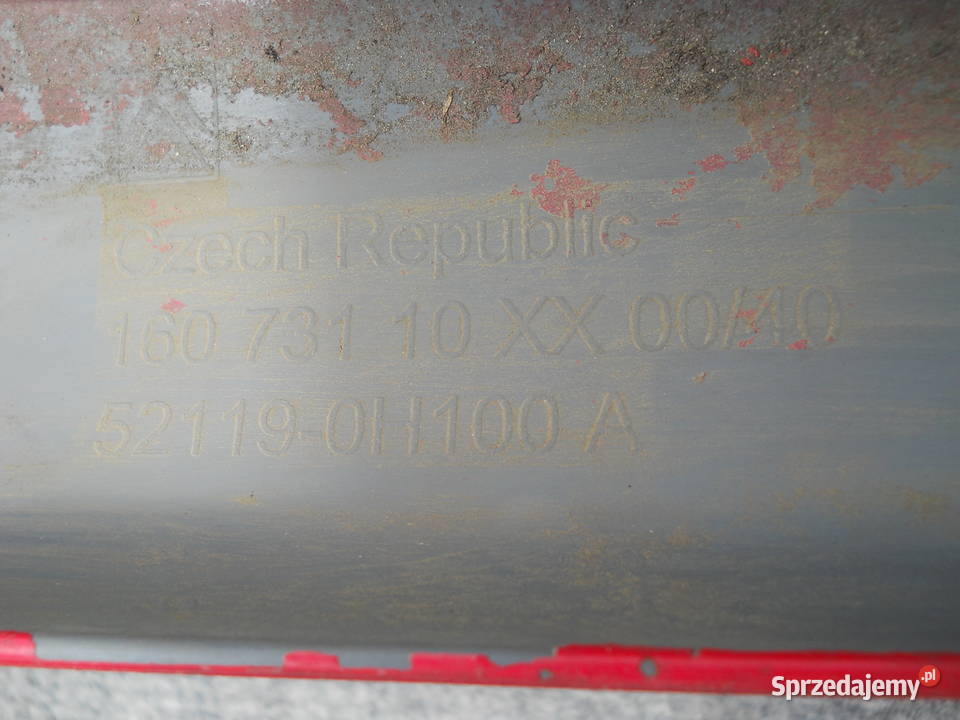 Czech Republic
160 731 10 XX 00/10
52119-0H100-A
Sprzedajemy.pl